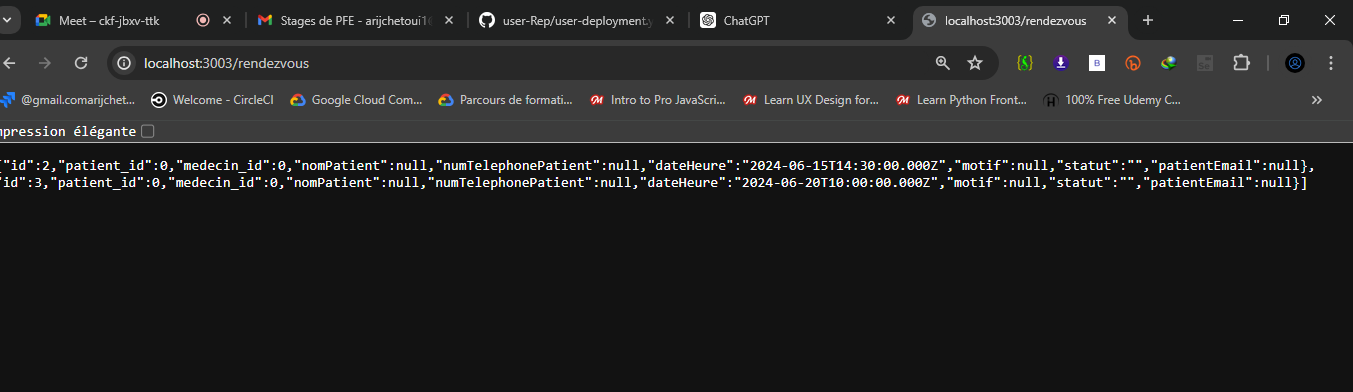 Meet – ckf-jbxv-ttk
Stages de PFE - arijchetoui1
user-Rep/user-deployment.y
ChatGPT
localhost:3003/rendezvous
localhost:3003/rendezvous
@gmail.comarijchet...
Welcome - CircleCI
Google Cloud Com...
Parcours de formati...
Intro to Pro JavaScri...
Learn UX Design for...
Learn Python Front...
100% Free Udemy C...
mpression élégante
{"id":2,"patient_id":0,"medecin_id":0,"nomPatient":null,"numTelephonePatient":null,"dateHeure":"2024-06-15T14:30:00.000Z","motif":null,"statut":"","patientEmail":null},
"id":3,"patient_id":0,"medecin_id":0,"nomPatient":null,"numTelephonePatient":null,"dateHeure":"2024-06-20T10:00:00.000Z","motif":null,"statut":"","patientEmail":null}]